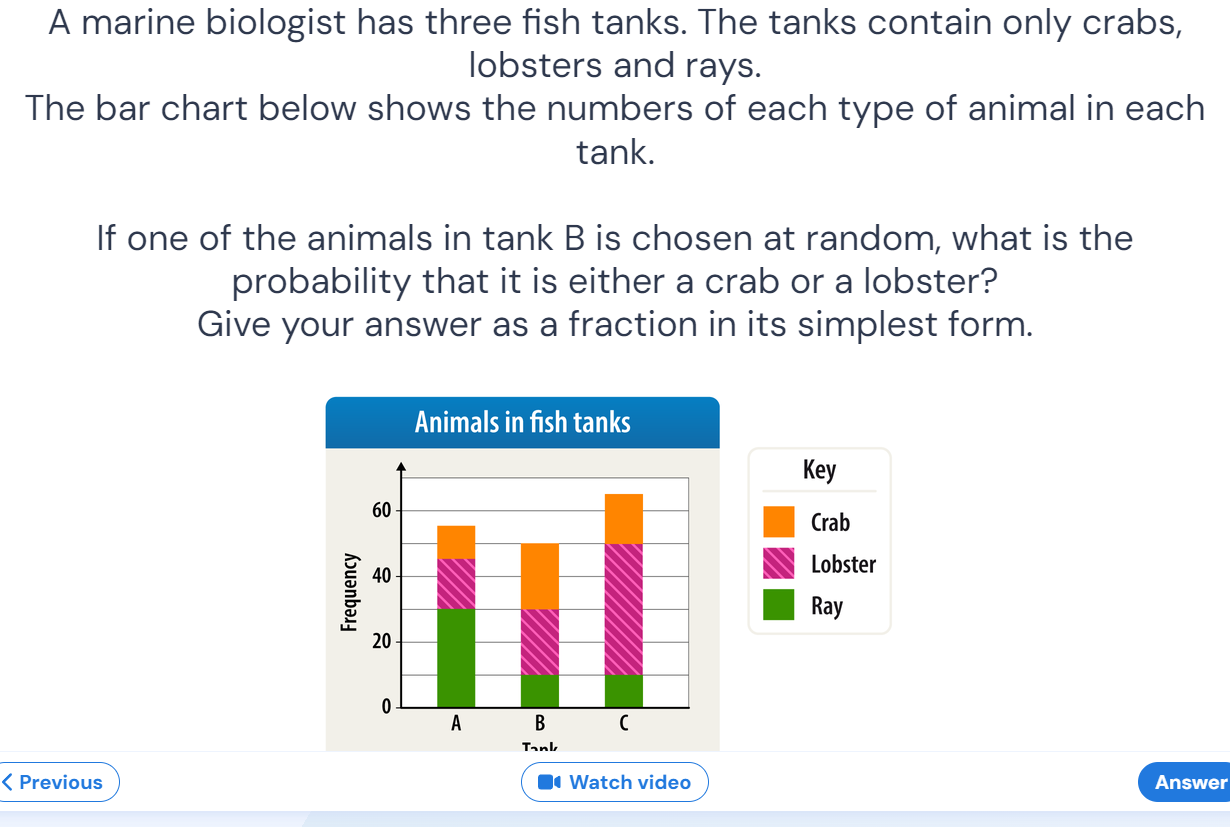 A marine biologist has three fish tanks. The tanks contain only crabs,
lobsters and rays.
The bar chart below shows the numbers of each type of animal in each
tank.
If one of the animals in tank B is chosen at random, what is the
probability that it is either a crab or a lobster?
Give your answer as a fraction in its simplest form.
Animals in fish tanks
Frequency
60
40
20
0
A B C
Tank
Key
Crab
Lobster
Ray
Previous
Watch video
Answer